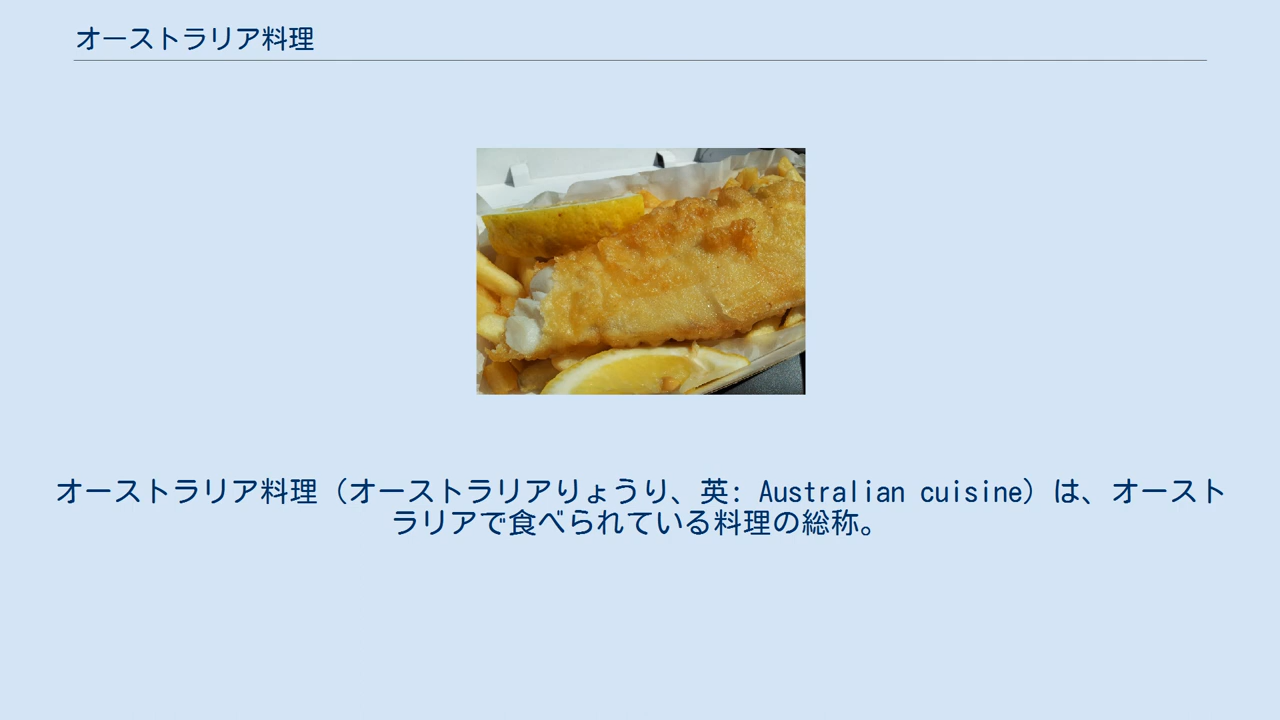 オーストラリア料理
オーストラリア料理（オーストラリアりょうり、英: Australian cuisine）は、オースト
ラリアで食べられている料理の総称。